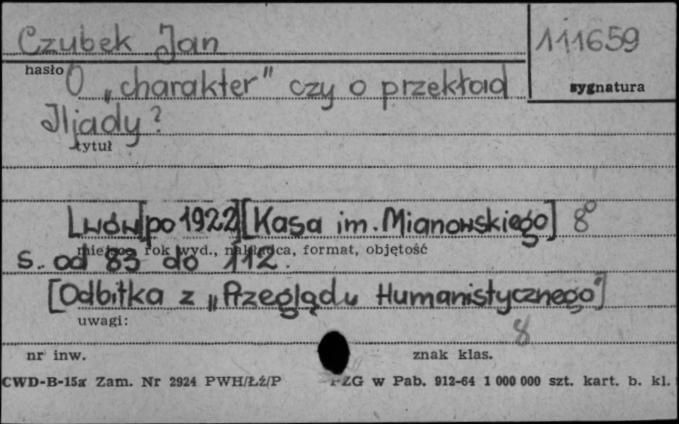 Czubek Jan
111659
hasło
sygnatura
O „charakter" czy o przekład
Iljady?
tytuł
Lwów [po 1922] [Kasa im. Mianowskiego] 8°
miejsce, rok wyd., nakładca, format, objętość
s. od 83 do 112.
[Odbitka z „Przeglądu Humanistycznego"]
uwagi:
8
nr inw. znak klas.
CWD-B-15a Zam. Nr 2924 PWH/Łź/P PZG w Pab. 912-64 1 000 000 szt. kart. b. kl.